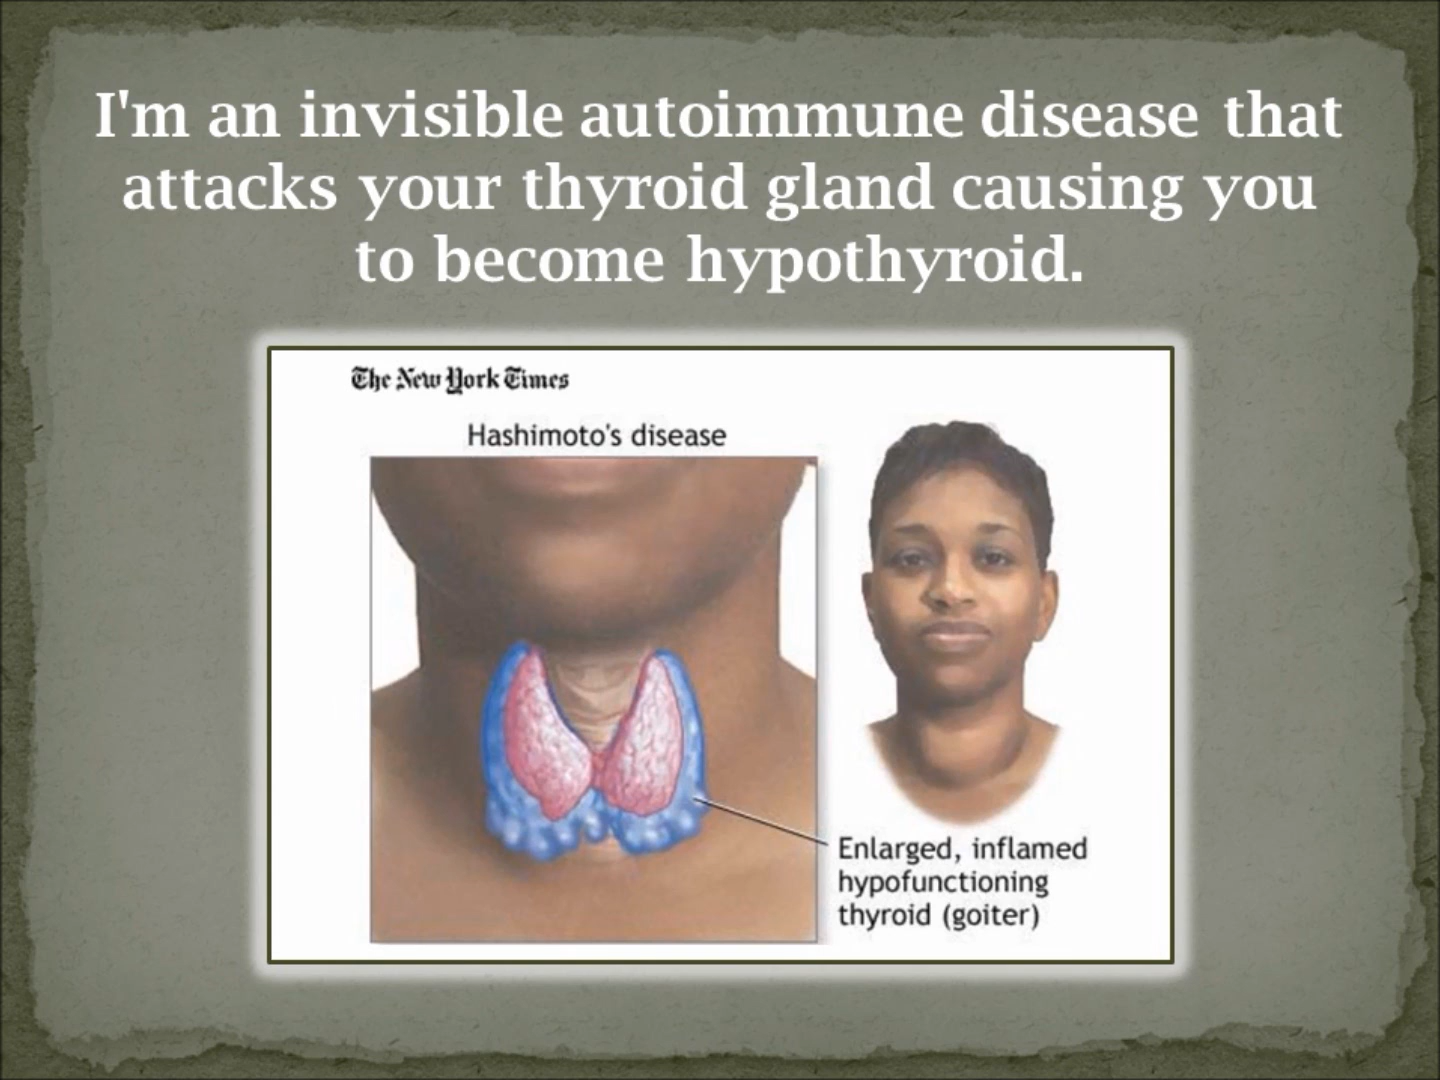 I'm an invisible autoimmune disease that
attacks your thyroid gland causing you
to become hypothyroid.
The New York Times
Hashimoto's disease
Enlarged, inflamed
hypofunctioning
thyroid (goiter)